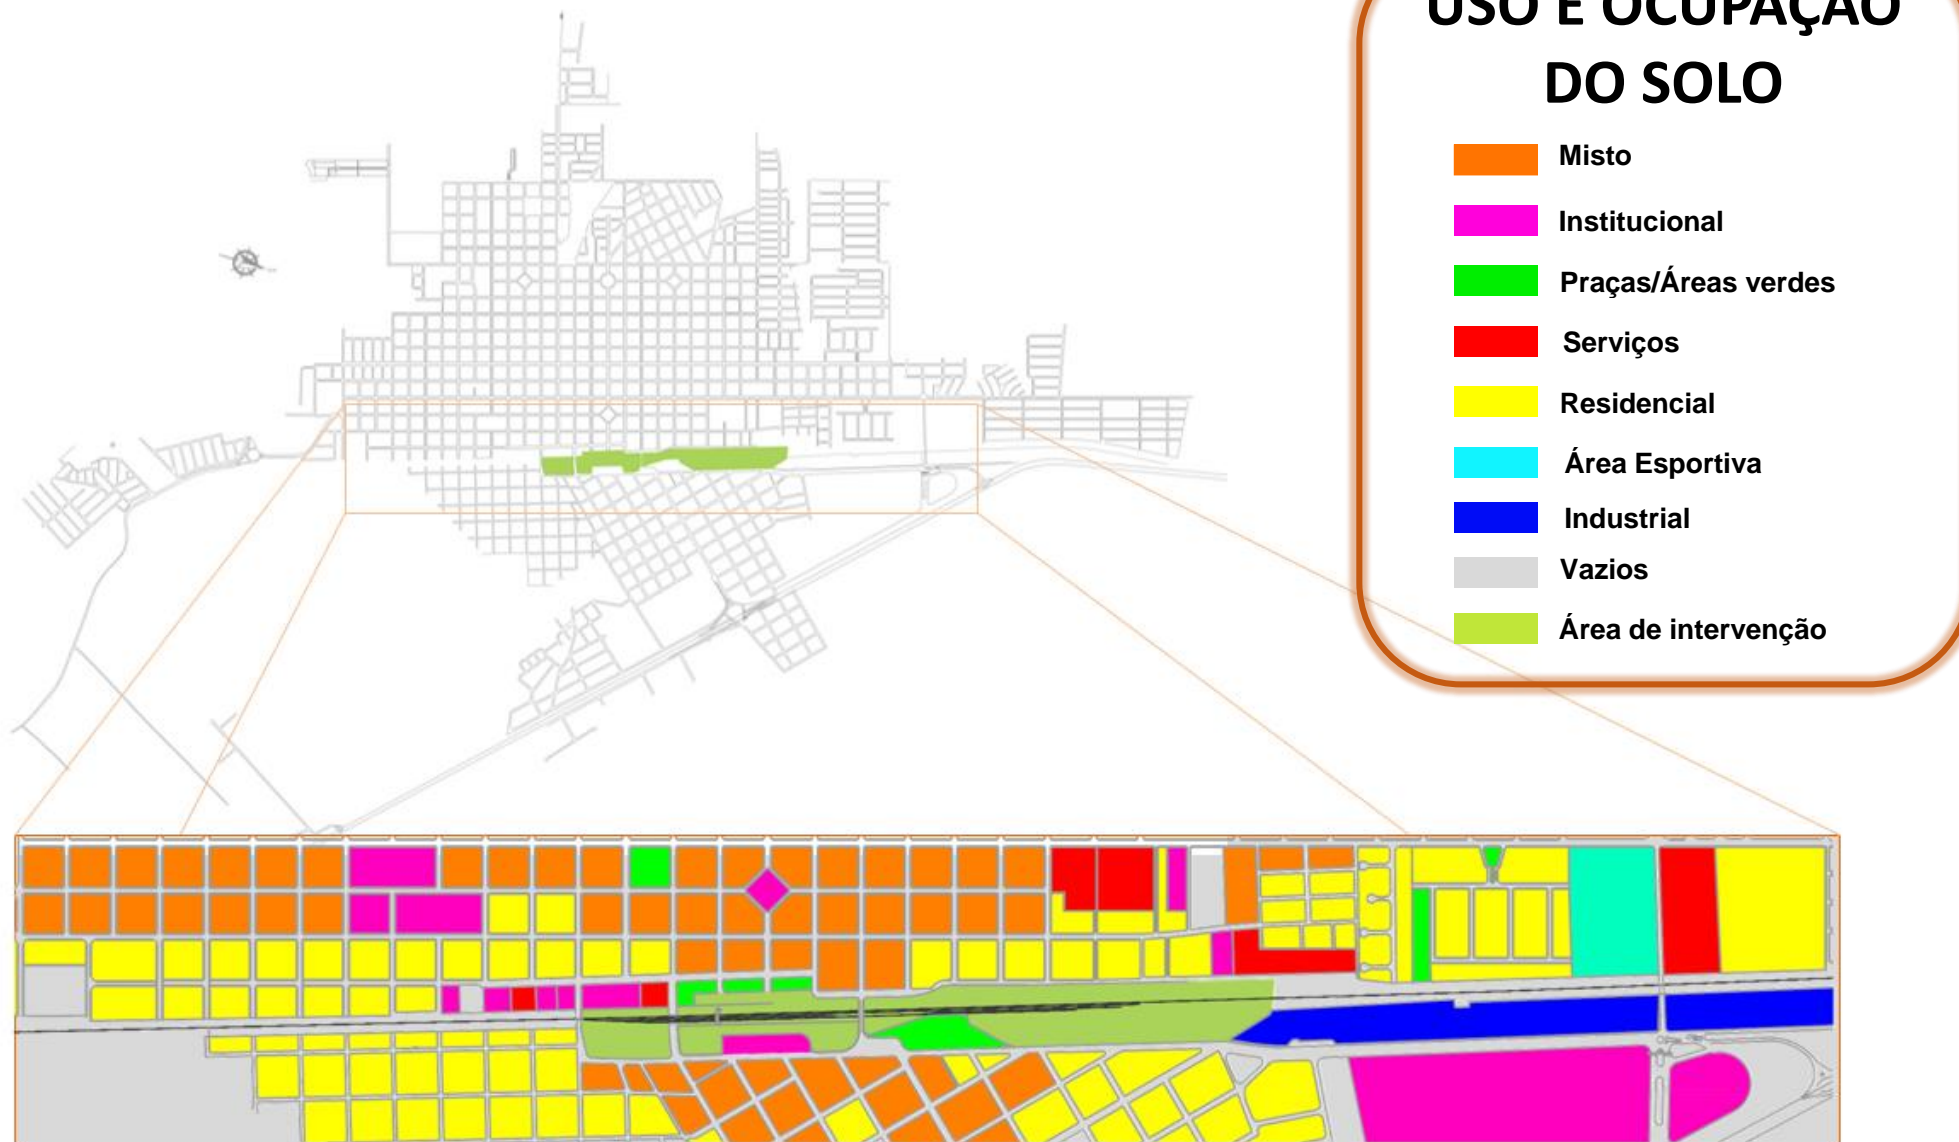 USO E OCUPAÇÃO
DO SOLO
Misto
Institucional
Praças/Áreas verdes
Serviços
Residencial
Área Esportiva
Industrial
Vazios
Área de intervenção